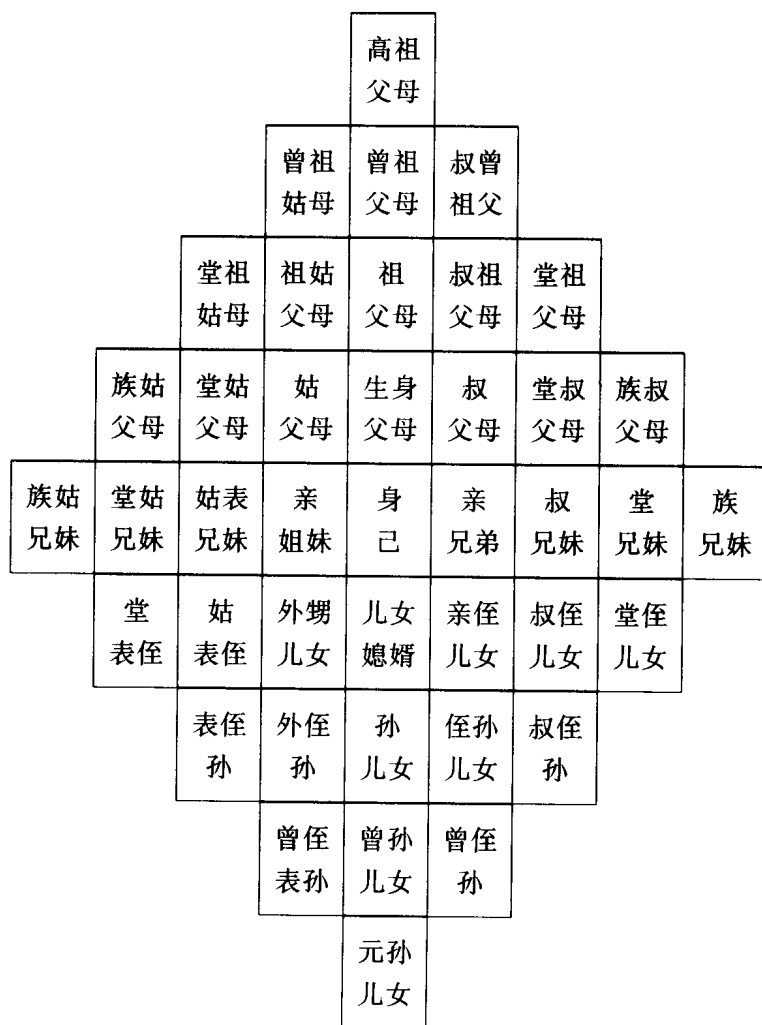 高祖
父母
曾祖 曾祖 叔曾
姑母 父母 祖父
堂祖 祖姑 祖 叔祖 堂祖
姑母 父母 父母 父母 父母
族姑 堂姑 姑 生身 叔 堂叔 族叔
父母 父母 父母 父母 父母 父母 父母
族姑 堂姑 姑表 亲 身 亲 叔 堂 族
兄妹 兄妹 兄妹 姐妹 己 兄弟 兄妹 兄妹 兄妹
堂 姑 外甥 儿女 亲侄 叔侄 堂侄
表侄 表侄 儿女 媳婿 儿女 儿女 儿女
表侄 外侄 孙 侄孙 叔侄
孙 孙 儿女 儿女 孙
曾侄 曾孙 曾侄
表孙 儿女 孙
元孙
儿女